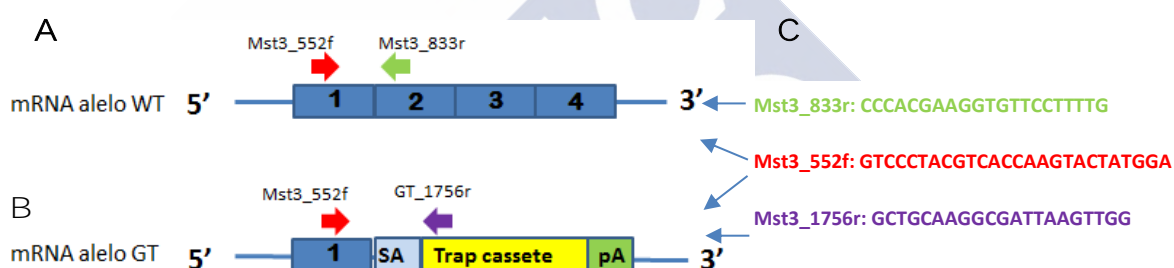 A
Mst3_552f
Mst3_833r
mRNA alelo WT 5’ 1 2 3 4 3’
B
Mst3_552f
GT_1756r
mRNA alelo GT 5’ 1 SA Trap cassete pA 3’
C
Mst3_833r: CCCACGAAGGTGTTCCTTTTG
Mst3_552f: GTCCCTACGTCACCAAGTACTATGGA
Mst3_1756r: GCTGCAAGGCGATTAAGTTGG